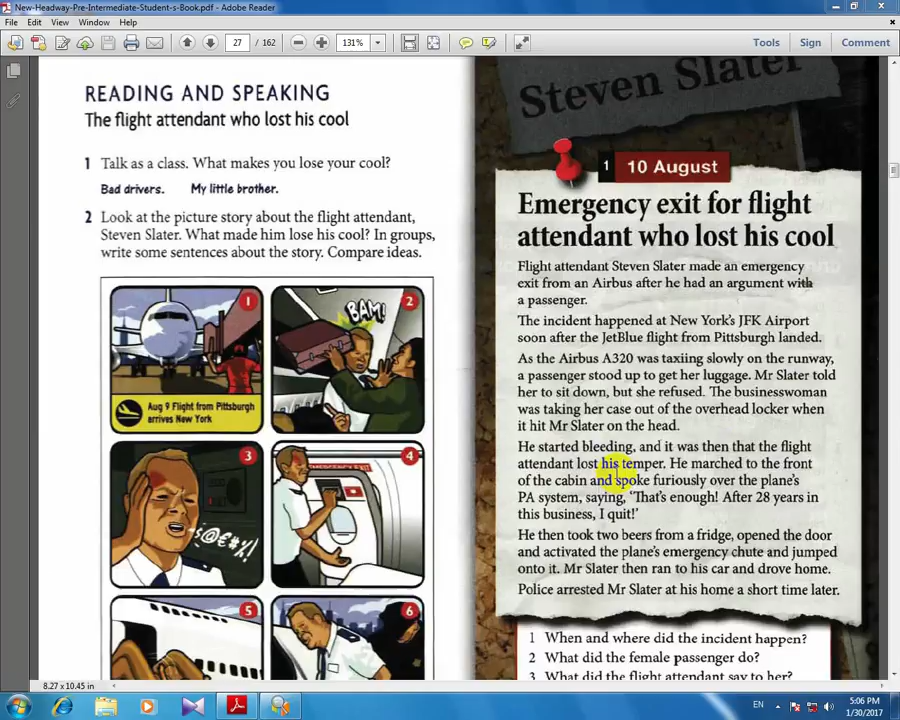 New-Headway-Pre-Intermediate-Student-s-Book.pdf - Adobe Reader
File Edit View Window Help
27 / 162 131% Tools Sign Comment
READING AND SPEAKING
The flight attendant who lost his cool
1 Talk as a class. What makes you lose your cool?
Bad drivers. My little brother.
2 Look at the picture story about the flight attendant,
Steven Slater. What made him lose his cool? In groups,
write some sentences about the story. Compare ideas.
1
Aug 9 Flight from Pittsburgh
arrives New York
2
BAM!
3
$@£#%!
4
EMERGENCY EXIT
5
6
Steven Slater
1 10 August
Emergency exit for flight
attendant who lost his cool
Flight attendant Steven Slater made an emergency
exit from an Airbus after he had an argument with
a passenger.
The incident happened at New York's JFK Airport
soon after the JetBlue flight from Pittsburgh landed.
As the Airbus A320 was taxiing slowly on the runway,
a passenger stood up to get her luggage. Mr Slater told
her to sit down, but she refused. The businesswoman
was taking her case out of the overhead locker when
it hit Mr Slater on the head.
He started bleeding, and it was then that the flight
attendant lost his temper. He marched to the front
of the cabin and spoke furiously over the plane's
PA system, saying, 'That's enough! After 28 years in
this business, I quit!'
He then took two beers from a fridge, opened the door
and activated the plane's emergency chute and jumped
onto it. Mr Slater then ran to his car and drove home.
Police arrested Mr Slater at his home a short time later.
1 When and where did the incident happen?
2 What did the female passenger do?
3 What did the flight attendant say to her?
8.27 x 10.45 in
EN 5:06 PM
1/30/2017